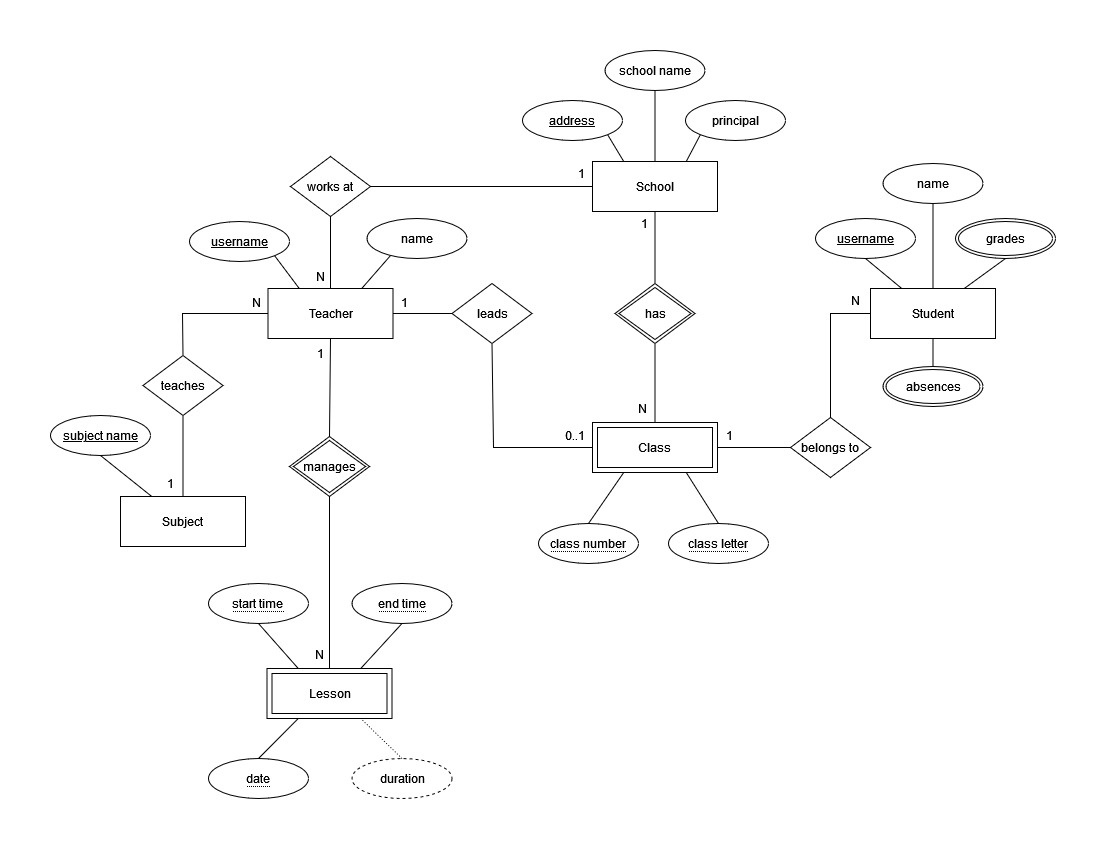 school name
address
principal
works at
1
School
name
username
name
1
username
grades
N
N
Teacher
1
leads
has
N
Student
1
teaches
absences
subject name
N
0..1
1
manages
Class
belongs to
1
Subject
class number
class letter
start time
end time
N
Lesson
date
duration